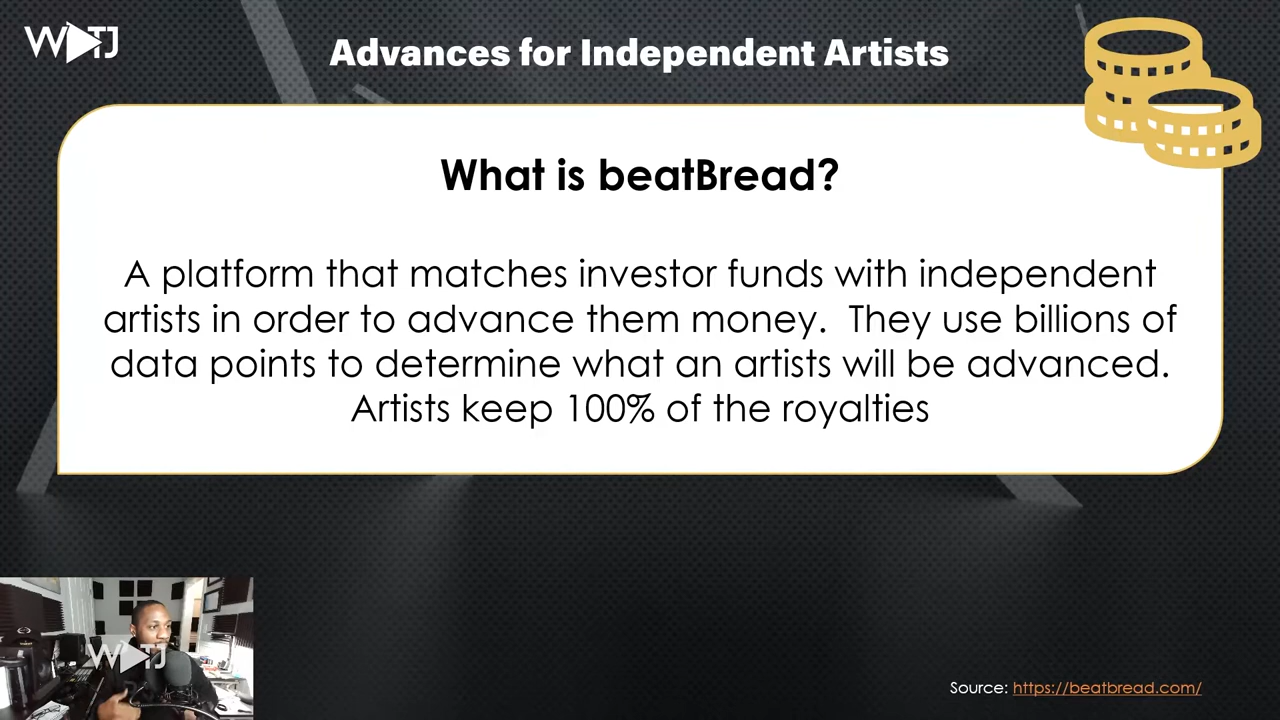 W TJ
Advances for Independent Artists
What is beatBread?
A platform that matches investor funds with independent
artists in order to advance them money.  They use billions of
data points to determine what an artists will be advanced.
Artists keep 100% of the royalties
W TJ
Source: https://beatbread.com/